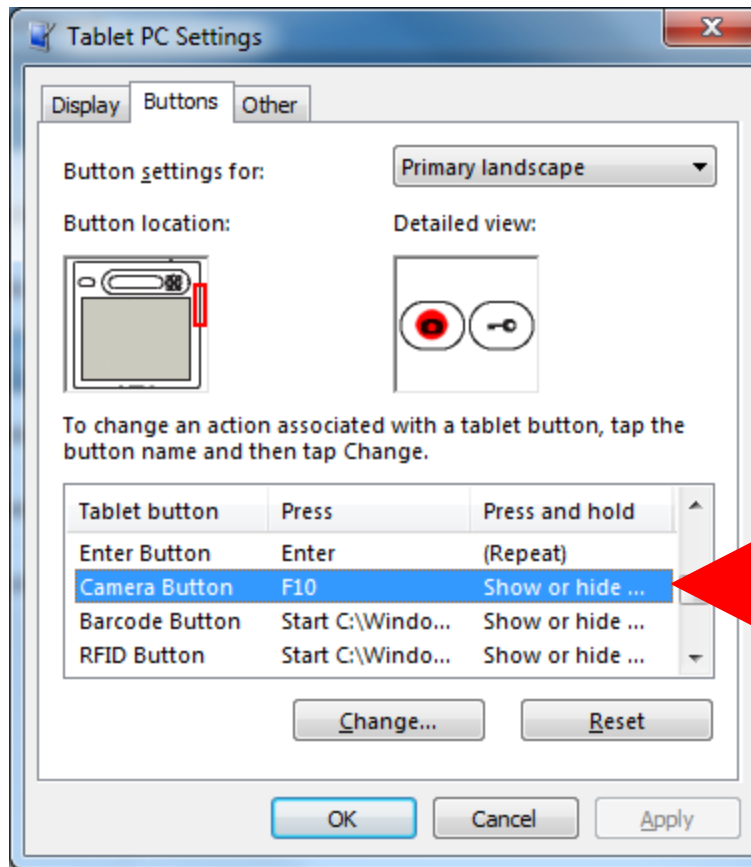 Tablet PC Settings
Display Buttons Other
Button settings for: Primary landscape
Button location: Detailed view:
To change an action associated with a tablet button, tap the
button name and then tap Change.
Tablet button Press Press and hold
Enter Button Enter (Repeat)
Camera Button F10 Show or hide ...
Barcode Button Start C:\Windo... Show or hide ...
RFID Button Start C:\Windo... Show or hide ...
Change... Reset
OK Cancel Apply